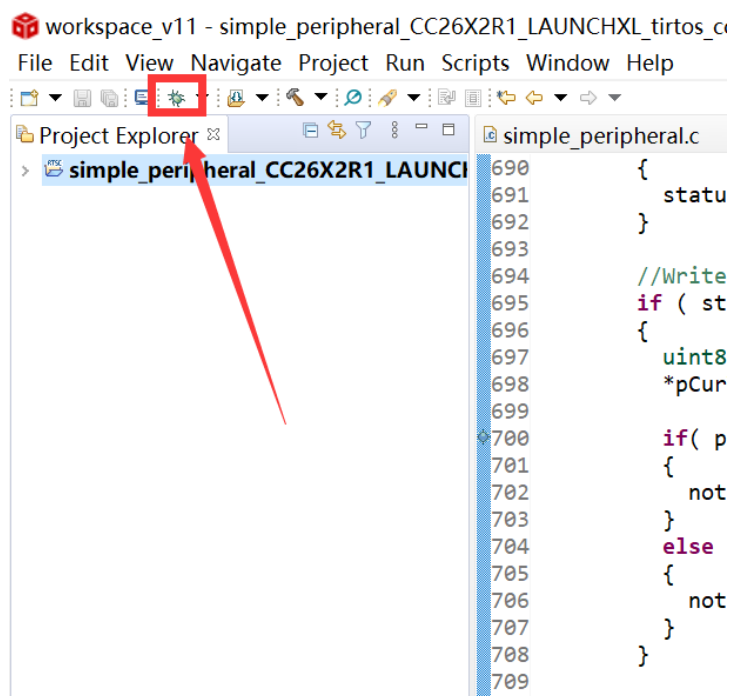 workspace_v11 - simple_peripheral_CC26X2R1_LAUNCHXL_tirtos_c
File Edit View Navigate Project Run Scripts Window Help
Project Explorer
simple_peripheral.c
RTSC
simple_peripheral_CC26X2R1_LAUNCH
690 {
691 statu
692 }
693
694 //Write
695 if ( st
696 {
697 uint8
698 *pCur
699
700 if( p
701 {
702 not
703 }
704 else
705 {
706 not
707 }
708 }
709